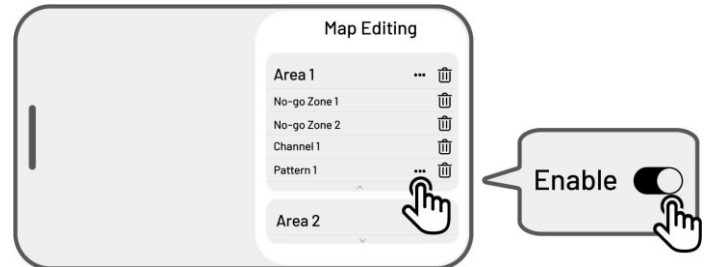 Map Editing
Area 1 •••
No-go Zone 1
No-go Zone 2
Channel 1
Pattern 1 •••
Area 2
Enable